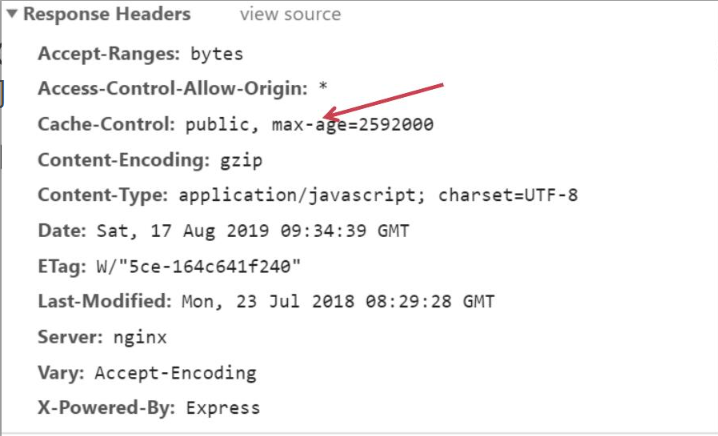 Response Headers view source
Accept-Ranges: bytes
Access-Control-Allow-Origin: *
Cache-Control: public, max-age=2592000
Content-Encoding: gzip
Content-Type: application/javascript; charset=UTF-8
Date: Sat, 17 Aug 2019 09:34:39 GMT
ETag: W/"5ce-164c641f240"
Last-Modified: Mon, 23 Jul 2018 08:29:28 GMT
Server: nginx
Vary: Accept-Encoding
X-Powered-By: Express